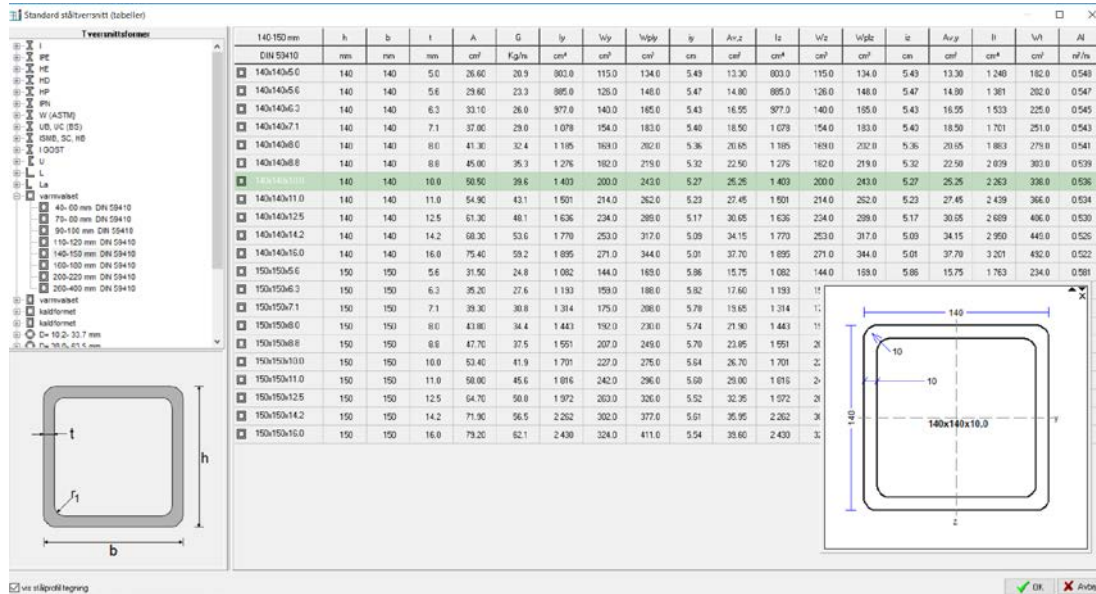 Standard ståltverrsnitt (tabeller)
Tverrsnittsformer
I
IPE
HE
HD
HP
IPN
W (ASTM)
UB, UC (BS)
ISMB, SC, HB
I GOST
U
L
La
varmvalset
40- 60 mm DIN 59410
70- 80 mm DIN 59410
90-100 mm DIN 59410
110-120 mm DIN 59410
140-150 mm DIN 59410
160-180 mm DIN 59410
200-220 mm DIN 59410
260-400 mm DIN 59410
varmvalset
kaldformet
kaldformet
D= 10.2- 33.7 mm
D= 38.0- 63.5 mm
t
r1
h
b
140-150 mm h b t A G Iy Wy Wply iy Av,z Iz Wz Wplz iz Av,y It Wt Al
DIN 59410 mm mm mm cm² Kg/m cm⁴ cm³ cm³ cm cm² cm⁴ cm³ cm³ cm cm² cm⁴ cm³ m²/m
140x140x5.0 140 140 5.0 26.60 20.9 803.0 115.0 134.0 5.49 13.30 803.0 115.0 134.0 5.49 13.30 1 248 182.0 0.548
140x140x5.6 140 140 5.6 29.60 23.3 885.0 126.0 148.0 5.47 14.80 885.0 126.0 148.0 5.47 14.80 1 381 202.0 0.547
140x140x6.3 140 140 6.3 33.10 26.0 977.0 140.0 165.0 5.43 16.55 977.0 140.0 165.0 5.43 16.55 1 533 225.0 0.545
140x140x7.1 140 140 7.1 37.00 29.0 1 078 154.0 183.0 5.40 18.50 1 078 154.0 183.0 5.40 18.50 1 701 251.0 0.543
140x140x8.0 140 140 8.0 41.30 32.4 1 185 169.0 202.0 5.36 20.65 1 185 169.0 202.0 5.36 20.65 1 883 279.0 0.541
140x140x8.8 140 140 8.8 45.00 35.3 1 276 182.0 219.0 5.32 22.50 1 276 182.0 219.0 5.32 22.50 2 039 303.0 0.539
140x140x10.0 140 140 10.0 50.50 39.6 1 403 200.0 243.0 5.27 25.25 1 403 200.0 243.0 5.27 25.25 2 263 338.0 0.536
140x140x11.0 140 140 11.0 54.90 43.1 1 501 214.0 262.0 5.23 27.45 1 501 214.0 262.0 5.23 27.45 2 439 366.0 0.534
140x140x12.5 140 140 12.5 61.30 48.1 1 636 234.0 289.0 5.17 30.65 1 636 234.0 289.0 5.17 30.65 2 689 406.0 0.530
140x140x14.2 140 140 14.2 68.30 53.6 1 770 253.0 317.0 5.09 34.15 1 770 253.0 317.0 5.09 34.15 2 950 449.0 0.526
140x140x16.0 140 140 16.0 75.40 59.2 1 895 271.0 344.0 5.01 37.70 1 895 271.0 344.0 5.01 37.70 3 201 492.0 0.522
150x150x5.6 150 150 5.6 31.50 24.8 1 082 144.0 169.0 5.86 15.75 1 082 144.0 169.0 5.86 15.75 1 763 234.0 0.581
150x150x6.3 150 150 6.3 35.20 27.6 1 193 159.0 188.0 5.82 17.60 1 193
150x150x7.1 150 150 7.1 39.30 30.8 1 314 175.0 208.0 5.78 19.65 1 314
150x150x8.0 150 150 8.0 43.80 34.4 1 443 192.0 230.0 5.74 21.90 1 443
150x150x8.8 150 150 8.8 47.70 37.5 1 551 207.0 249.0 5.70 23.85 1 551
150x150x10.0 150 150 10.0 53.40 41.9 1 701 227.0 275.0 5.64 26.70 1 701
150x150x11.0 150 150 11.0 58.00 45.6 1 816 242.0 296.0 5.60 29.00 1 816
150x150x12.5 150 150 12.5 64.70 50.8 1 972 263.0 326.0 5.52 32.35 1 972
150x150x14.2 150 150 14.2 71.90 56.5 2 262 302.0 377.0 5.61 35.95 2 262
150x150x16.0 150 150 16.0 79.20 62.1 2 430 324.0 411.0 5.54 39.60 2 430
140
10
10
140
140x140x10,0
y
z
vis stålprofil tegning
OK
Avbry